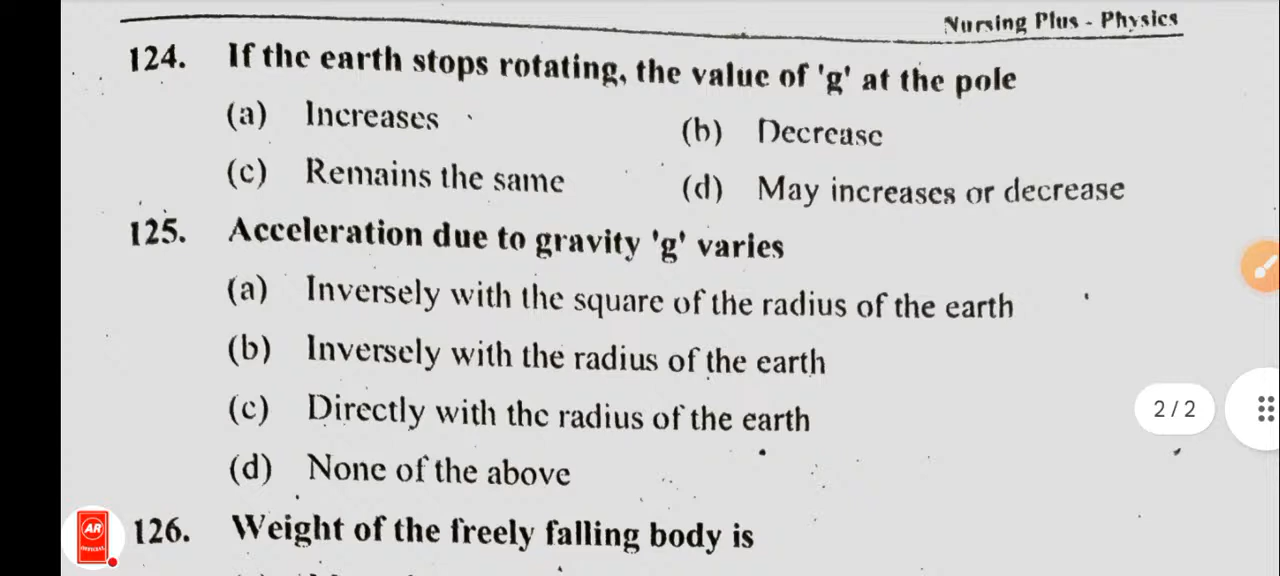 Nursing Plus - Physics
124. If the earth stops rotating, the value of 'g' at the pole
(a) Increases (b) Decrease
(c) Remains the same (d) May increases or decrease
125. Acceleration due to gravity 'g' varies
(a) Inversely with the square of the radius of the earth
(b) Inversely with the radius of the earth
(c) Directly with the radius of the earth
2 / 2
(d) None of the above
AR
OFFICIAL
126. Weight of the freely falling body is